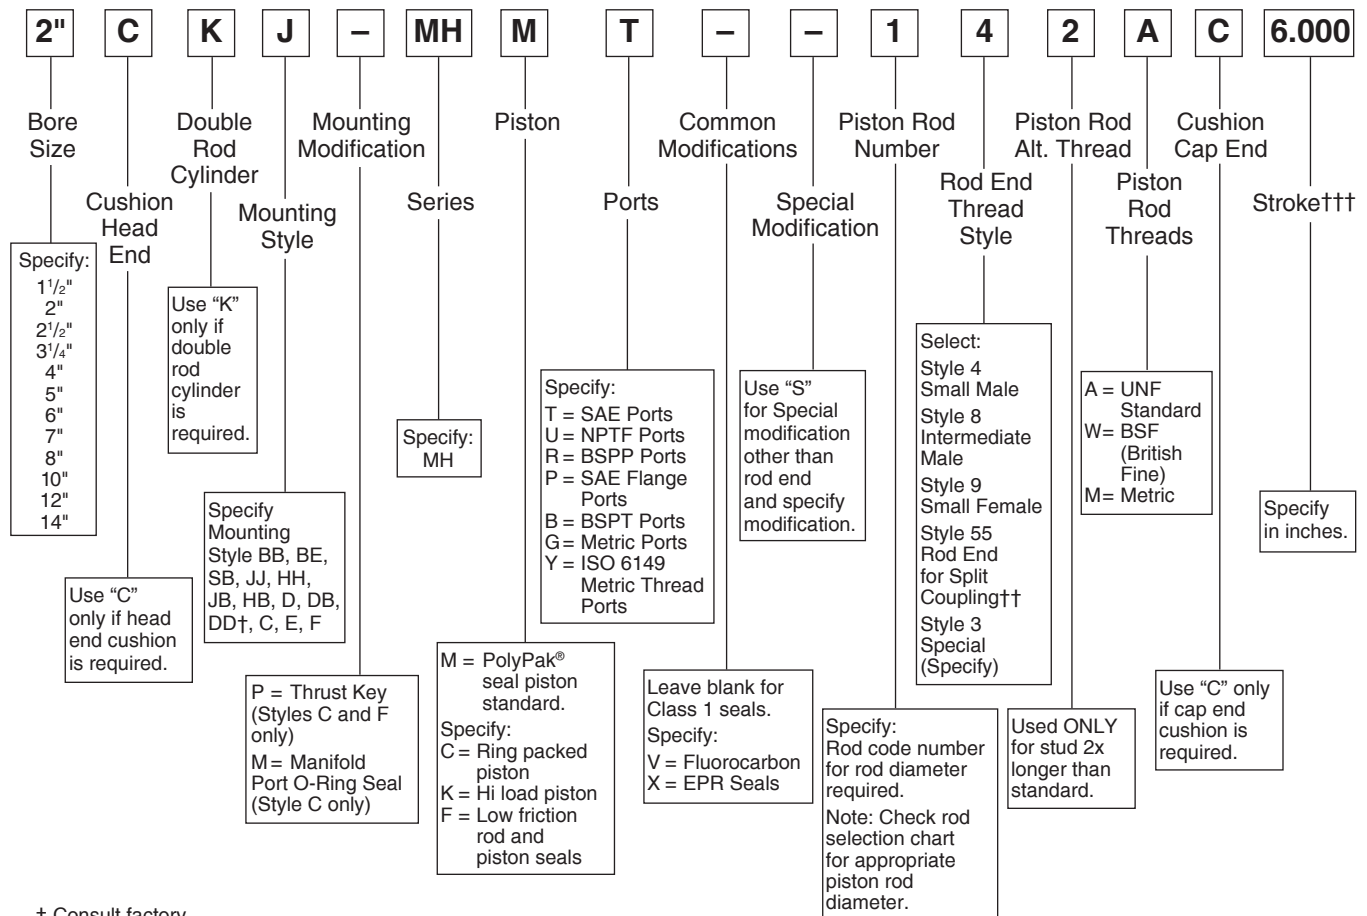 2" C K J – MH M T – – 1 4 2 A C 6.000
Bore
Size
Double
Rod
Cylinder
Mounting
Modification
Piston
Common
Modifications
Piston Rod
Number
Piston Rod
Alt. Thread
Cushion
Cap End
Cushion
Head
End
Mounting
Style
Series
Ports
Special
Modification
Rod End
Thread
Style
Piston
Rod
Threads
Stroke†††
Specify:
1 1/2"
2"
2 1/2"
3 1/4"
4"
5"
6"
7"
8"
10"
12"
14"
Use “K”
only if
double
rod
cylinder
is
required.
Select:
Style 4
Small Male
Style 8
Intermediate
Male
Style 9
Small Female
Style 55
Rod End
for Split
Coupling††
Style 3
Special
(Specify)
Specify:
T = SAE Ports
U = NPTF Ports
R = BSPP Ports
P = SAE Flange
Ports
B = BSPT Ports
G = Metric Ports
Y = ISO 6149
Metric Thread
Ports
Use “S”
for Special
modification
other than
rod end
and specify
modification.
A = UNF
Standard
W= BSF
(British
Fine)
M= Metric
Specify:
MH
Specify
Mounting
Style BB, BE,
SB, JJ, HH,
JB, HB, D, DB,
DD†, C, E, F
Specify
in inches.
Use “C”
only if head
end cushion
is required.
M = PolyPak®
seal piston
standard.
Specify:
C = Ring packed
piston
K = Hi load piston
F = Low friction
rod and
piston seals
P = Thrust Key
(Styles C and F
only)
M = Manifold
Port O-Ring Seal
(Style C only)
Leave blank for
Class 1 seals.
Specify:
V = Fluorocarbon
X = EPR Seals
Specify:
Rod code number
for rod diameter
required.
Note: Check rod
selection chart
for appropriate
piston rod
diameter.
Used ONLY
for stud 2x
longer than
standard.
Use “C” only
if cap end
cushion is
required.
† Consult factory